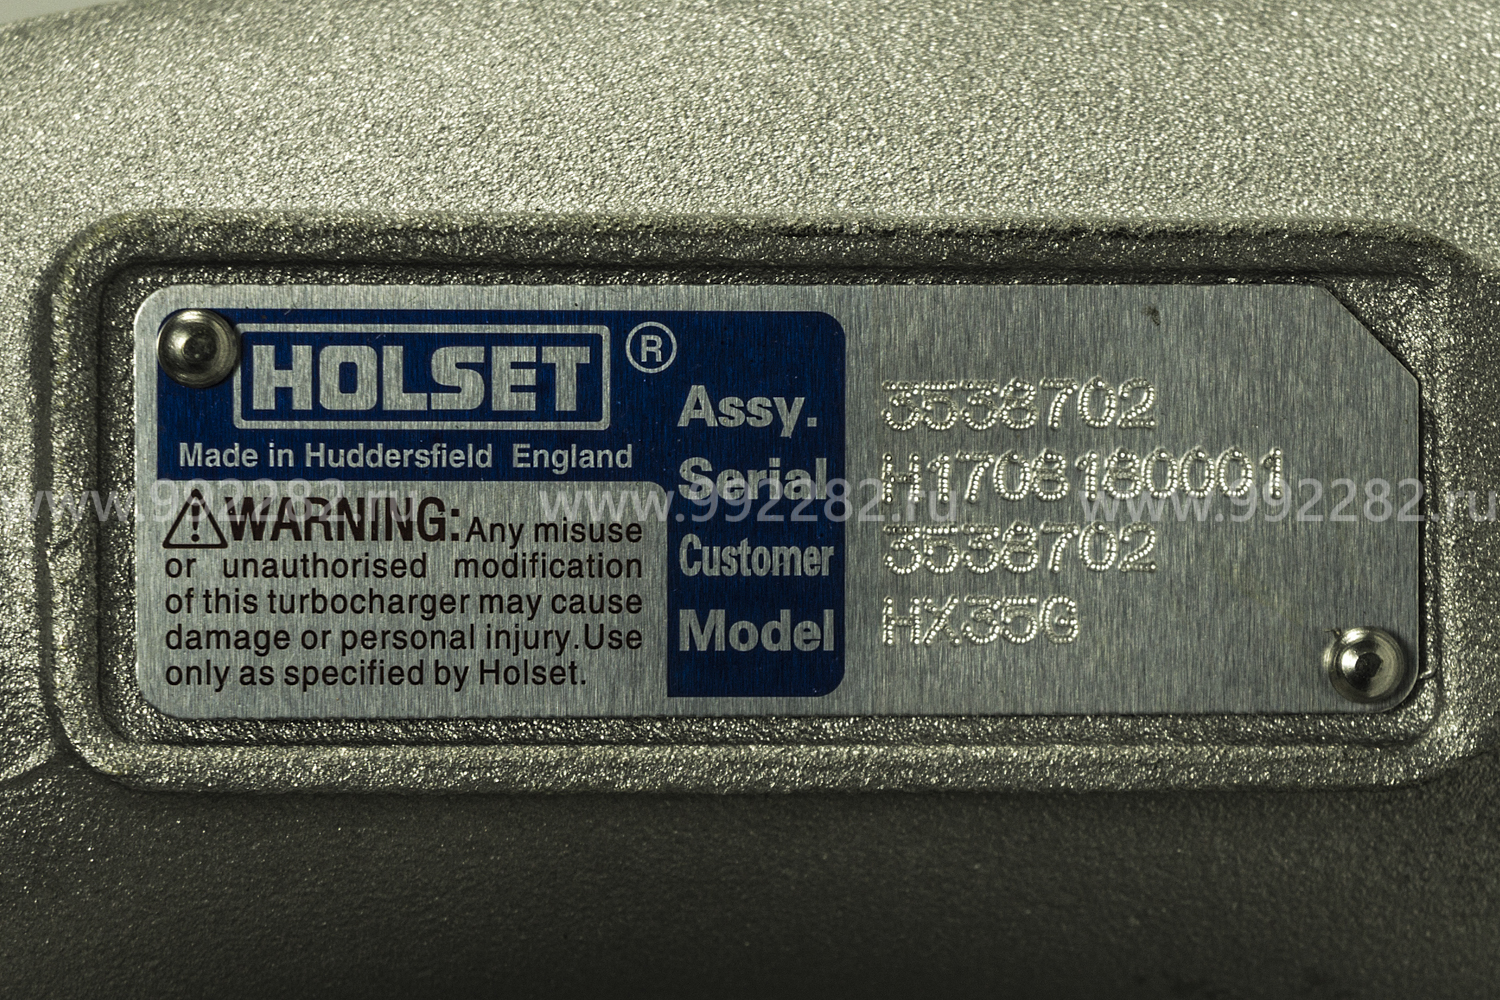 HOLSET ®
Made in Huddersfield England
WARNING: Any misuse
or unauthorised modification
of this turbocharger may cause
damage or personal injury.Use
only as specified by Holset.
Assy. 3538702
Serial H1708180001
Customer 3538702
Model HX35G
www.992282.ru www.992282.ru www.992282.ru